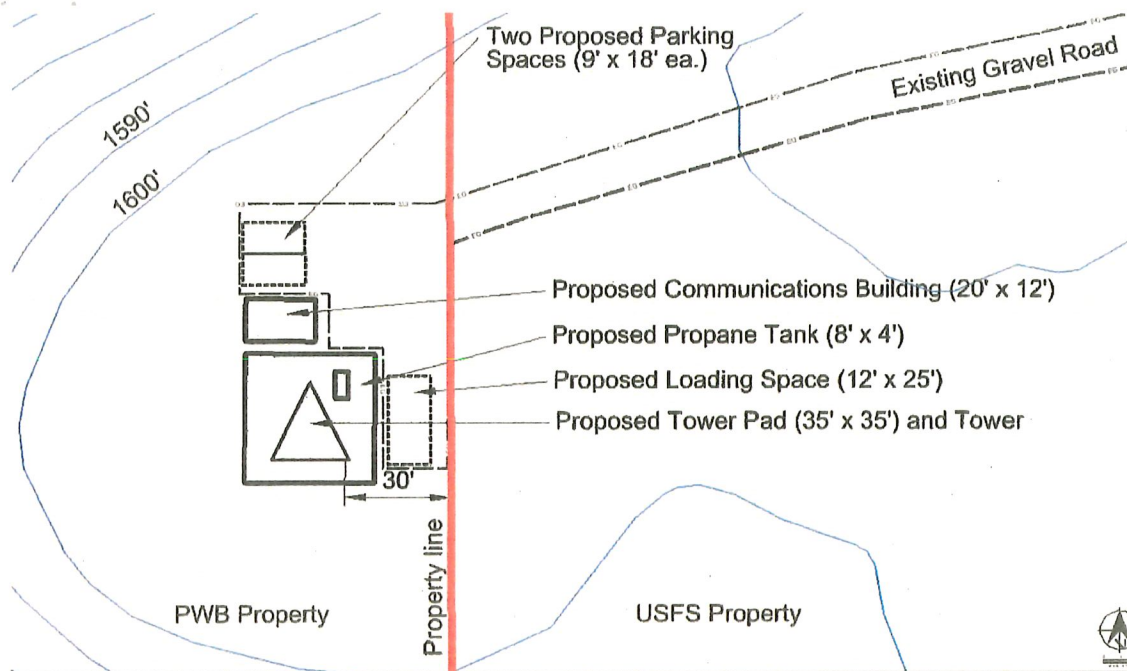 Two Proposed Parking
Spaces (9' x 18' ea.)
Existing Gravel Road
1590'
1600'
Proposed Communications Building (20' x 12')
Proposed Propane Tank (8' x 4')
Proposed Loading Space (12' x 25')
Proposed Tower Pad (35' x 35') and Tower
30'
Property line
PWB Property
USFS Property